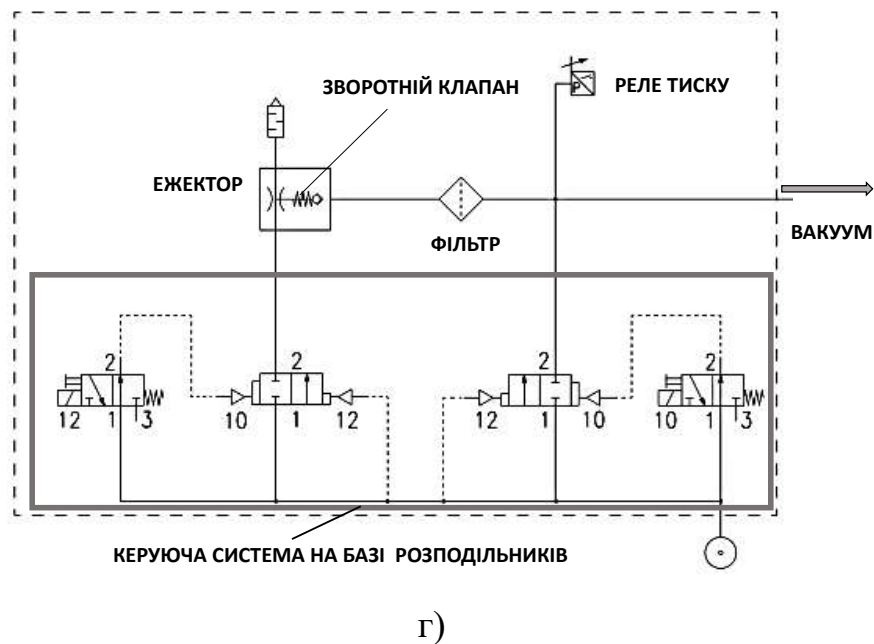 ЗВОРОТНІЙ КЛАПАН
РЕЛЕ ТИСКУ
P
ЕЖЕКТОР
ФІЛЬТР
ВАКУУМ
2 2 2 2
12 1 3 10 1 12 12 1 10 10 1 3
КЕРУЮЧА СИСТЕМА НА БАЗІ РОЗПОДІЛЬНИКІВ
г)